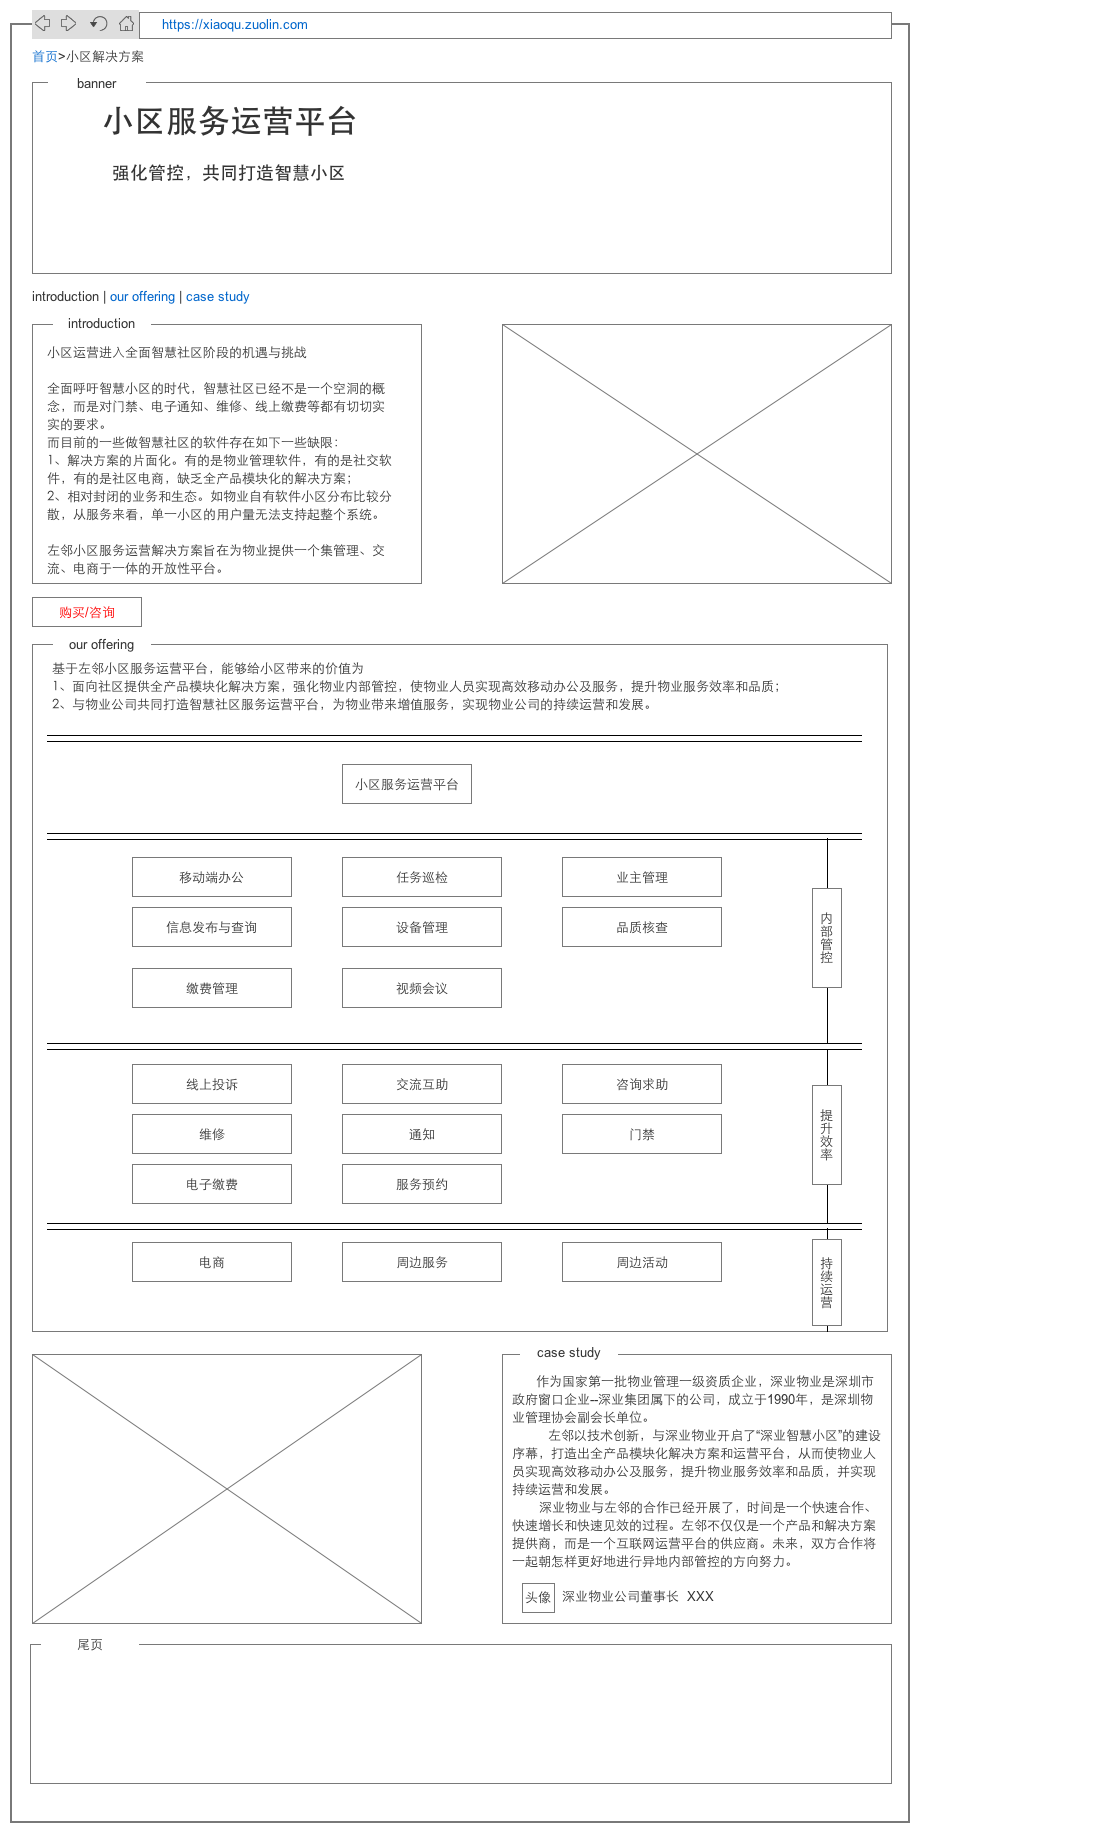 https://xiaoqu.zuolin.com
首页>小区解决方案
banner
小区服务运营平台
强化管控，共同打造智慧小区
introduction | our offering | case study
introduction
小区运营进入全面智慧社区阶段的机遇与挑战
全面呼吁智慧小区的时代，智慧社区已经不是一个空洞的概
念，而是对门禁、电子通知、维修、线上缴费等都有切切实
实的要求。
而目前的一些做智慧社区的软件存在如下一些缺限：
1、解决方案的片面化。有的是物业管理软件，有的是社交软
件，有的是社区电商，缺乏全产品模块化的解决方案；
2、相对封闭的业务和生态。如物业自有软件小区分布比较分
散，从服务来看，单一小区的用户量无法支持起整个系统。
左邻小区服务运营解决方案旨在为物业提供一个集管理、交
流、电商于一体的开放性平台。
购买/咨询
our offering
基于左邻小区服务运营平台，能够给小区带来的价值为
1、面向社区提供全产品模块化解决方案，强化物业内部管控，使物业人员实现高效移动办公及服务，提升物业服务效率和品质；
2、与物业公司共同打造智慧社区服务运营平台，为物业带来增值服务，实现物业公司的持续运营和发展。
小区服务运营平台
移动端办公 任务巡检 业主管理
信息发布与查询 设备管理 品质核查
缴费管理 视频会议
内部管控
线上投诉 交流互助 咨询求助
维修 通知 门禁
电子缴费 服务预约
提升效率
电商 周边服务 周边活动
持续运营
case study
作为国家第一批物业管理一级资质企业，深业物业是深圳市
政府窗口企业--深业集团属下的公司，成立于1990年，是深圳物
业管理协会副会长单位。
左邻以技术创新，与深业物业开启了“深业智慧小区”的建设
序幕，打造出全产品模块化解决方案和运营平台，从而使物业人
员实现高效移动办公及服务，提升物业服务效率和品质，并实现
持续运营和发展。
深业物业与左邻的合作已经开展了，时间是一个快速合作、
快速增长和快速见效的过程。左邻不仅仅是一个产品和解决方案
提供商，而是一个互联网运营平台的供应商。未来，双方合作将
一起朝怎样更好地进行异地内部管控的方向努力。
头像 深业物业公司董事长 XXX
尾页